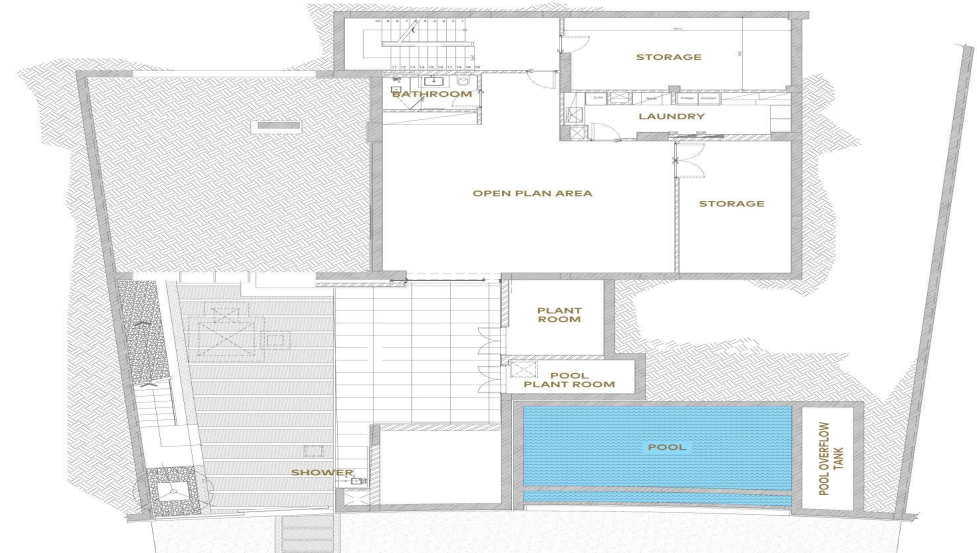 STORAGE
BATHROOM
LAUNDRY
OPEN PLAN AREA
STORAGE
PLANT
ROOM
POOL
PLANT ROOM
POOL
POOL OVERFLOW
TANK
SHOWER